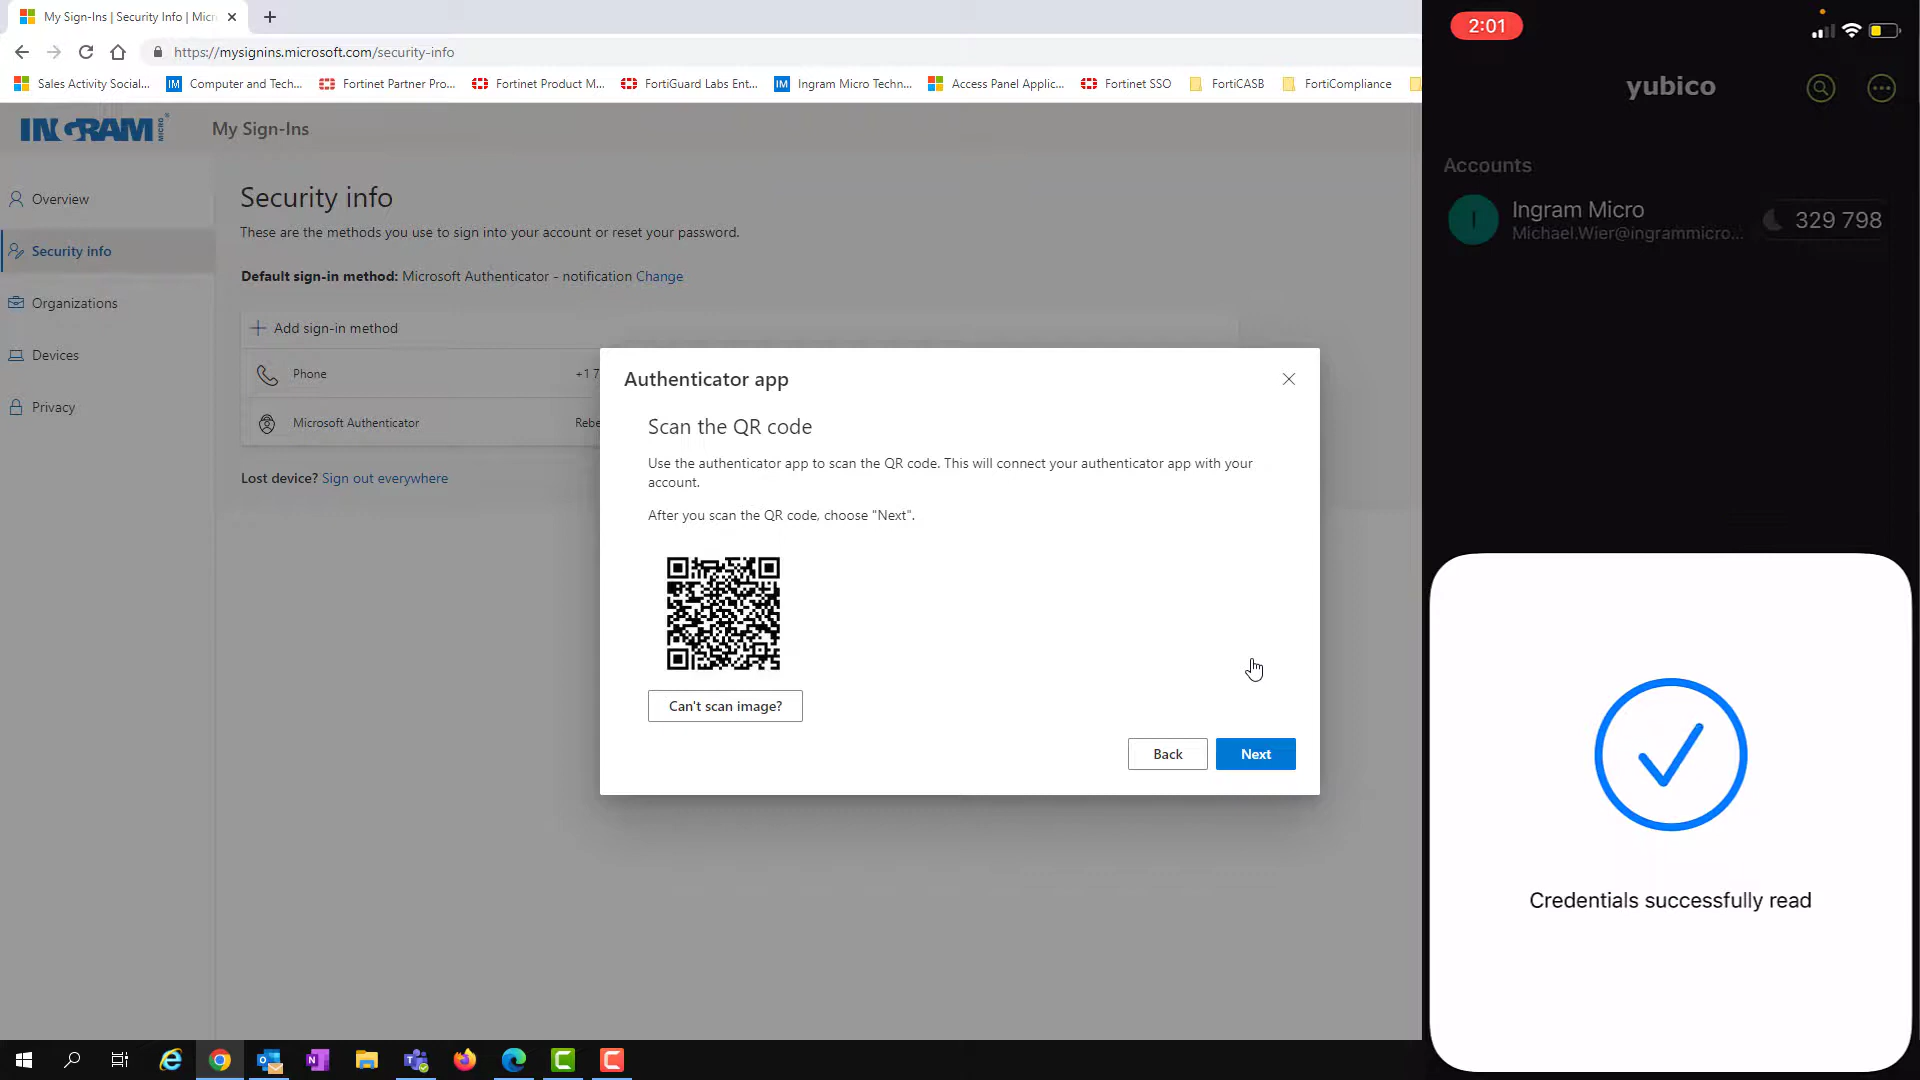 My Sign-Ins | Security Info | Micr
https://mysignins.microsoft.com/security-info
Sales Activity Social...
Computer and Tech...
Fortinet Partner Pro...
Fortinet Product M...
FortiGuard Labs Ent...
Ingram Micro Techn...
Access Panel Applic...
Fortinet SSO
FortiCASB
FortiCompliance
INGRAM MICRO
My Sign-Ins
Overview
Security info
Organizations
Devices
Privacy
Security info
These are the methods you use to sign into your account or reset your password.
Default sign-in method: Microsoft Authenticator - notification Change
Add sign-in method
Phone
+1 7
Microsoft Authenticator
Rebe
Lost device? Sign out everywhere
Authenticator app
Scan the QR code
Use the authenticator app to scan the QR code. This will connect your authenticator app with your
account.
After you scan the QR code, choose "Next".
Can't scan image?
Back
Next
2:01
yubico
Accounts
I
Ingram Micro
Michael.Wier@ingrammicro...
329 798
Credentials successfully read